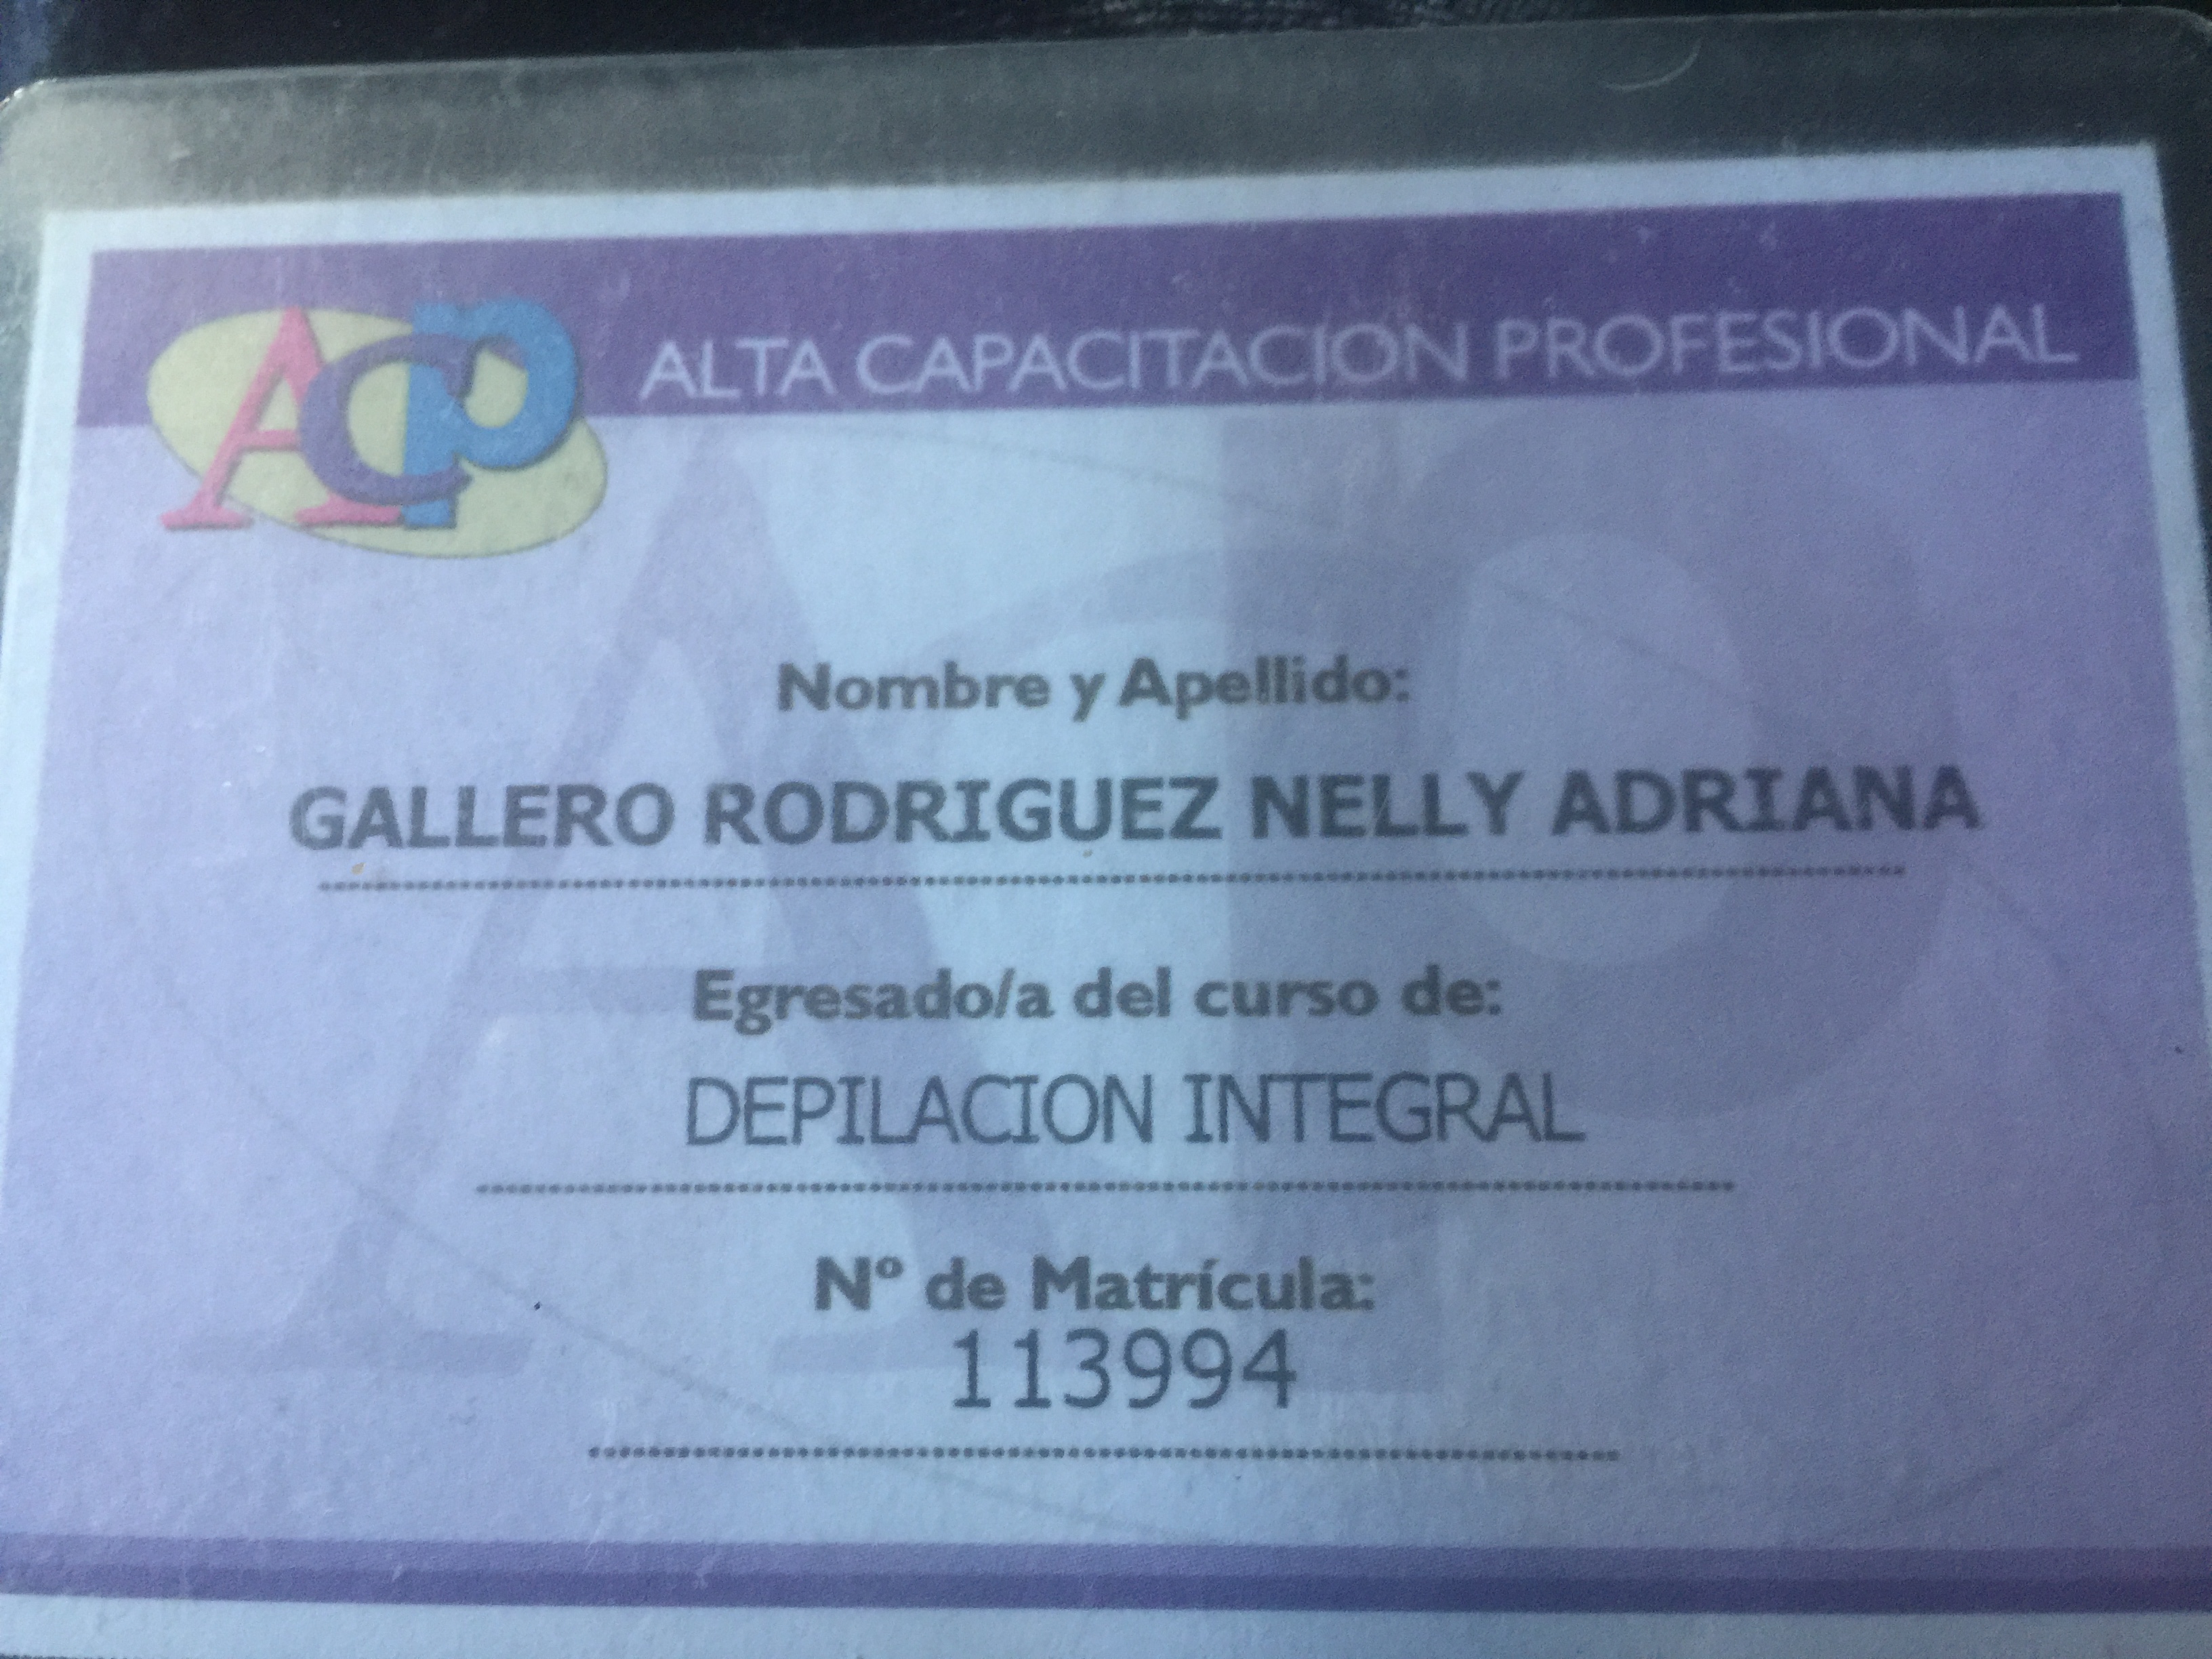 ACP
ALTA CAPACITACION PROFESIONAL
Nombre y Apellido:
GALLERO RODRIGUEZ NELLY ADRIANA
Egresado/a del curso de:
DEPILACION INTEGRAL
Nº de Matrícula:
113994